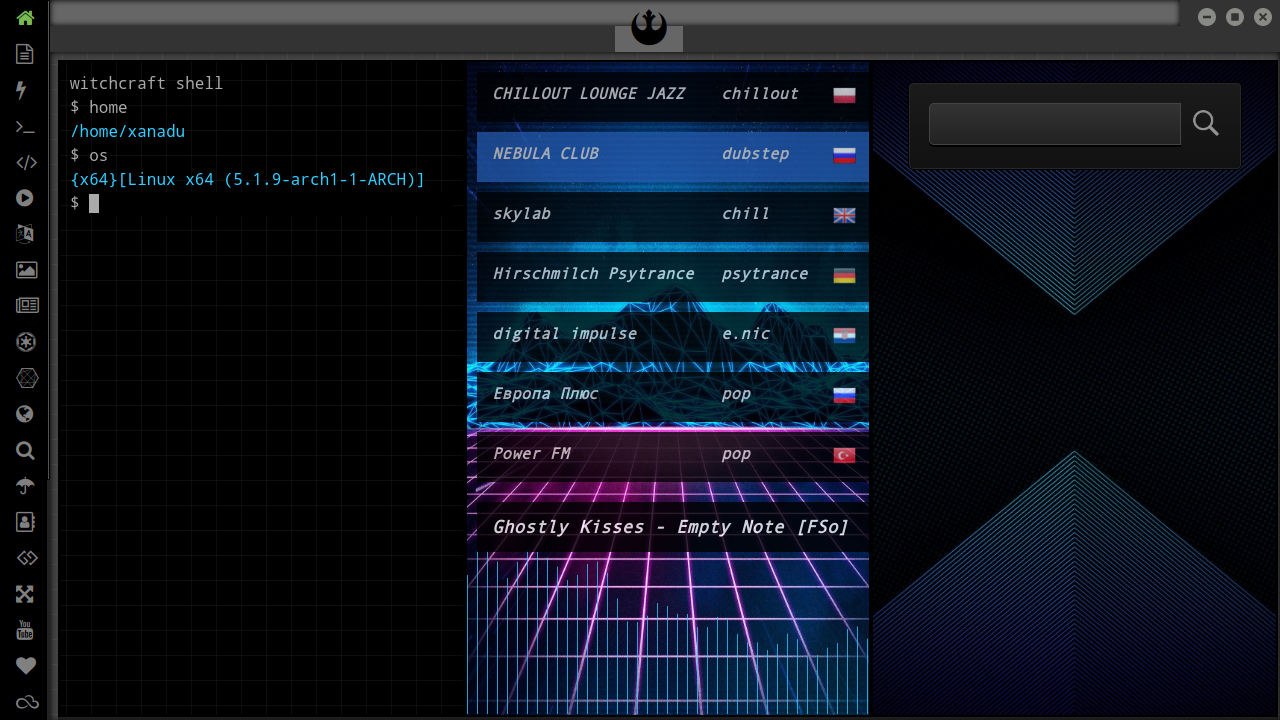 witchcraft shell
$ home
/home/xanadu
$ os
{x64}[Linux x64 (5.1.9-arch1-1-ARCH)]
$
CHILLOUT LOUNGE JAZZ chillout
NEBULA CLUB dubstep
skylab chill
Hirschmilch Psytrance psytrance
digital impulse e.nic
Европа Плюс pop
Power FM pop
Ghostly Kisses - Empty Note [FSo]
You
Tube